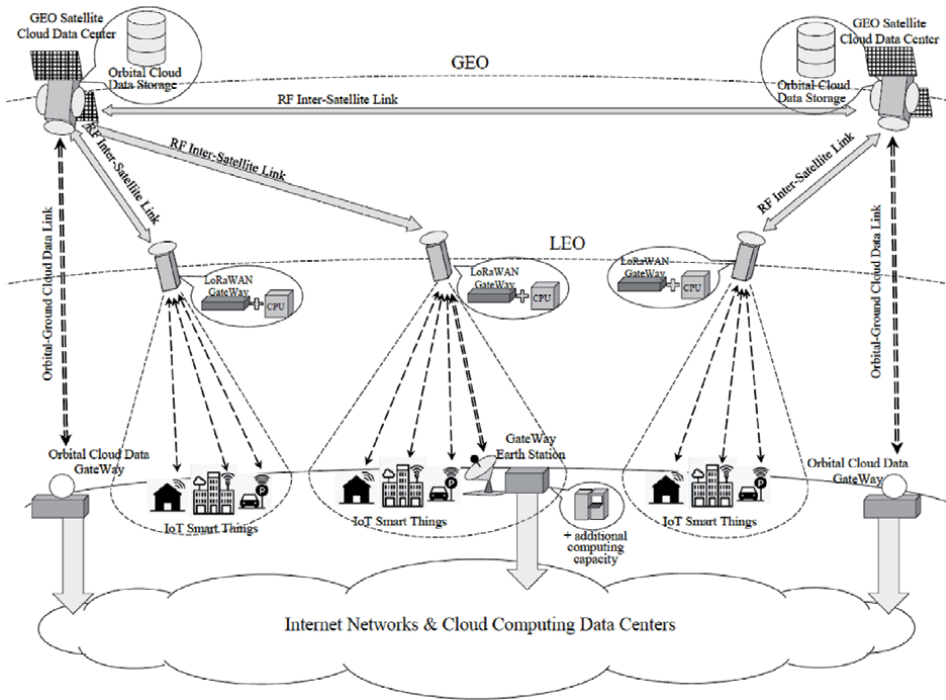 GEO Satellite
Cloud Data Center
Orbital Cloud
Data Storage
GEO
GEO Satellite
Cloud Data Center
Orbital Cloud
Data Storage
RF Inter-Satellite Link
RF Inter-Satellite Link
RF Inter-Satellite Link
RF Inter-Satellite Link
LEO
Orbital-Ground Cloud Data Link
Orbital-Ground Cloud Data Link
LoRaWAN
GateWay
CPU
LoRaWAN
GateWay
CPU
LoRaWAN
GateWay
CPU
Orbital Cloud Data
GateWay
GateWay
Earth Station
Orbital Cloud Data
GateWay
P
P
P
IoT Smart Things
IoT Smart Things
IoT Smart Things
+ additional
computing
capacity
Internet Networks & Cloud Computing Data Centers